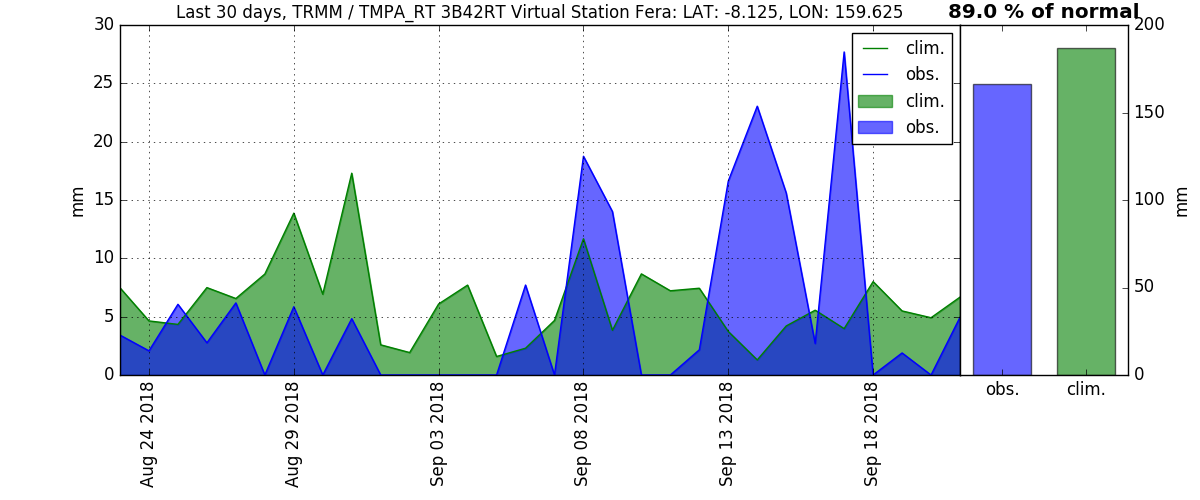 Last 30 days, TRMM / TMPA_RT 3B42RT Virtual Station Fera: LAT: -8.125, LON: 159.625
89.0 % of normal
30
25
20
15
10
5
0
mm
clim.
obs.
clim.
obs.
200
150
100
50
0
mm
Aug 24 2018
Aug 29 2018
Sep 03 2018
Sep 08 2018
Sep 13 2018
Sep 18 2018
obs.
clim.